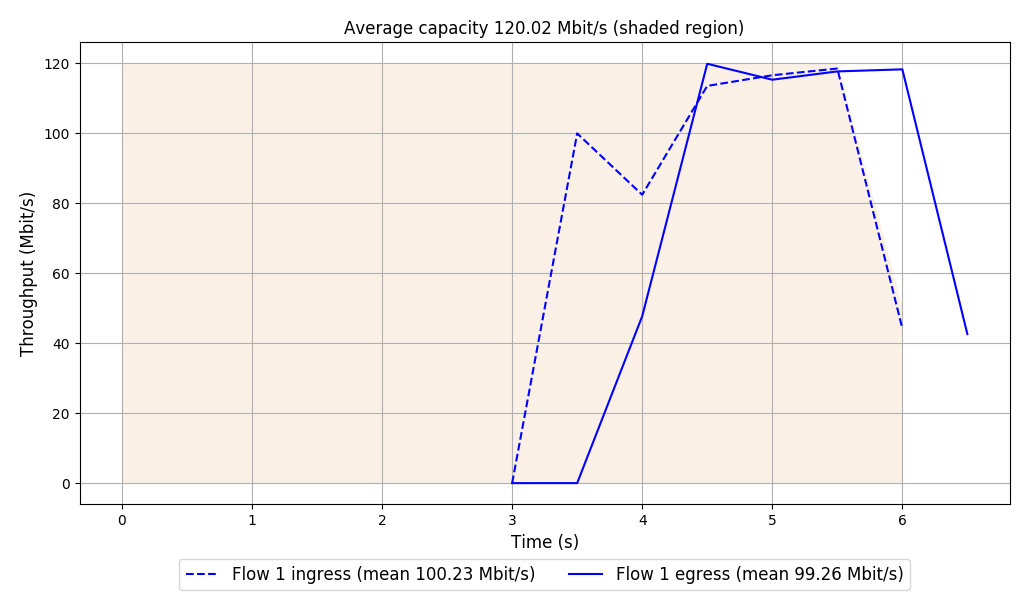 Average capacity 120.02 Mbit/s (shaded region)
Throughput (Mbit/s)
120
100
80
60
40
20
0
0 1 2 3 4 5 6
Time (s)
Flow 1 ingress (mean 100.23 Mbit/s) Flow 1 egress (mean 99.26 Mbit/s)